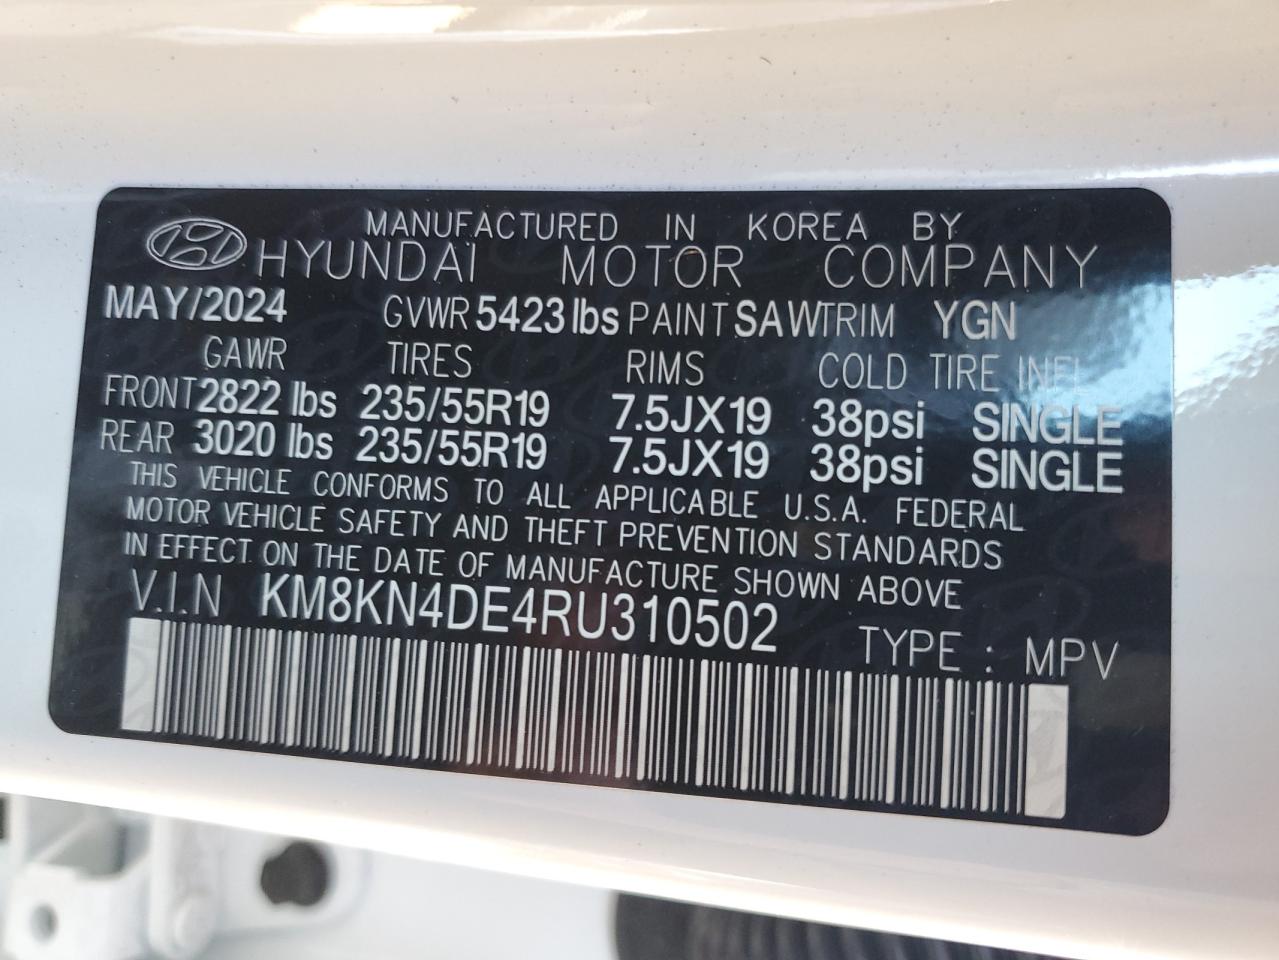 MANUFACTURED IN KOREA BY
HYUNDAI MOTOR COMPANY
MAY/2024 GVWR 5423 lbs PAINT SAW TRIM YGN
GAWR TIRES RIMS COLD TIRE INFL
FRONT 2822 lbs 235/55R19 7.5JX19 38psi SINGLE
REAR 3020 lbs 235/55R19 7.5JX19 38psi SINGLE
THIS VEHICLE CONFORMS TO ALL APPLICABLE U.S.A. FEDERAL
MOTOR VEHICLE SAFETY AND THEFT PREVENTION STANDARDS
IN EFFECT ON THE DATE OF MANUFACTURE SHOWN ABOVE
V.I.N KM8KN4DE4RU310502 TYPE : MPV